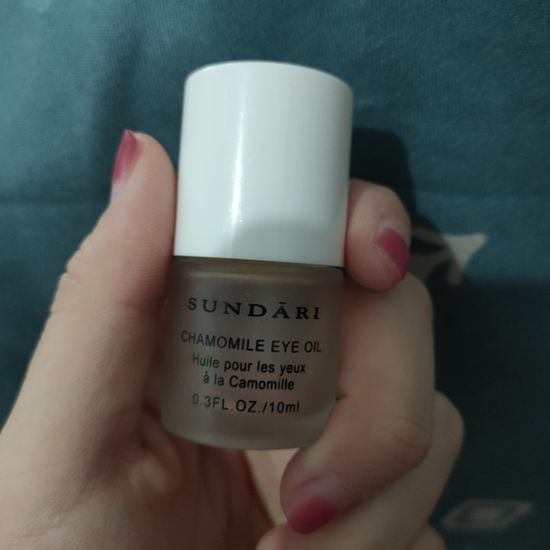 SUNDĀRI
CHAMOMILE EYE OIL
Huile pour les yeux
à la Camomille
0.3FL.OZ./10ml